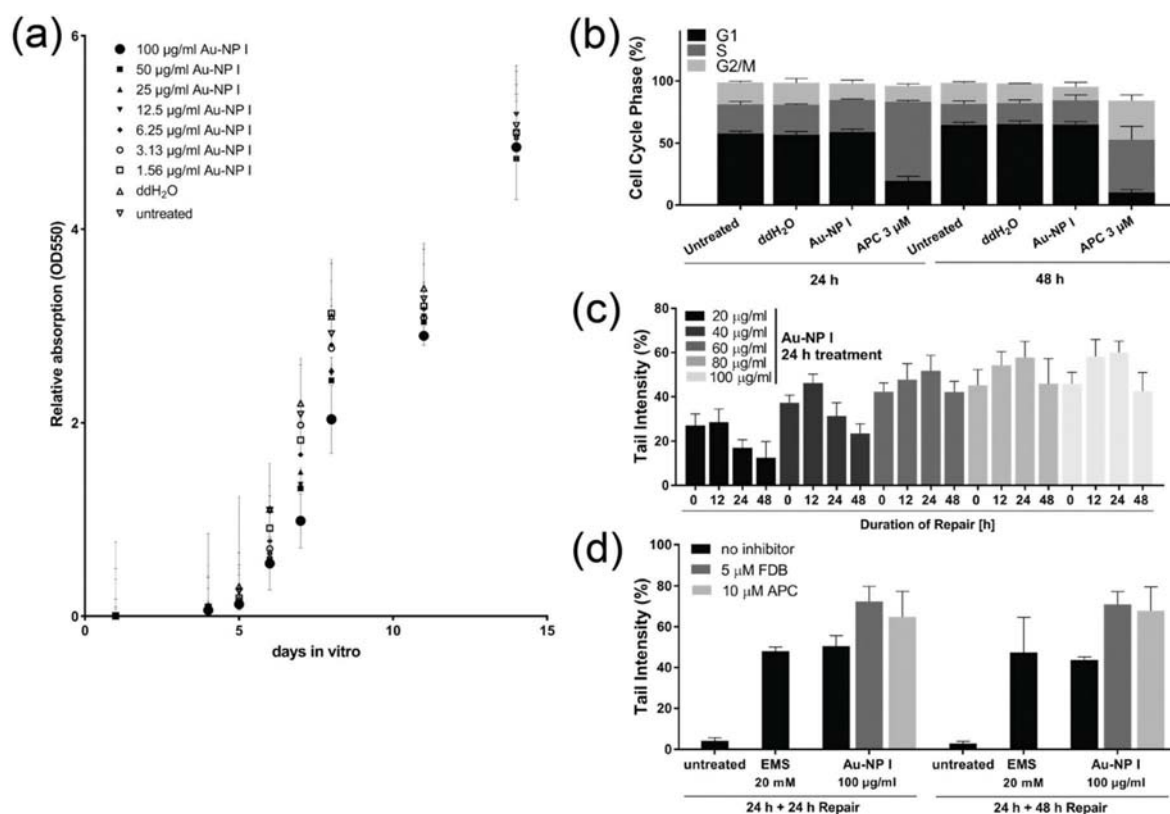 (a)
100 µg/ml Au-NP I
50 µg/ml Au-NP I
25 µg/ml Au-NP I
12.5 µg/ml Au-NP I
6.25 µg/ml Au-NP I
3.13 µg/ml Au-NP I
1.56 µg/ml Au-NP I
ddH₂O
untreated
Relative absorption (OD550)
6
4
2
0
0 5 10 15
days in vitro
(b)
G1
S
G2/M
Cell Cycle Phase (%)
100
50
0
Untreated ddH₂O Au-NP I APC 3 µM Untreated ddH₂O Au-NP I APC 3 µM
24 h 48 h
(c)
20 µg/ml
40 µg/ml
60 µg/ml
80 µg/ml
100 µg/ml
Au-NP I
24 h treatment
Tail Intensity (%)
80
60
40
20
0
0 12 24 48 0 12 24 48 0 12 24 48 0 12 24 48 0 12 24 48
Duration of Repair [h]
(d)
no inhibitor
5 µM FDB
10 µM APC
Tail Intensity (%)
100
80
60
40
20
0
untreated EMS Au-NP I untreated EMS Au-NP I
20 mM 100 µg/ml 20 mM 100 µg/ml
24 h + 24 h Repair 24 h + 48 h Repair